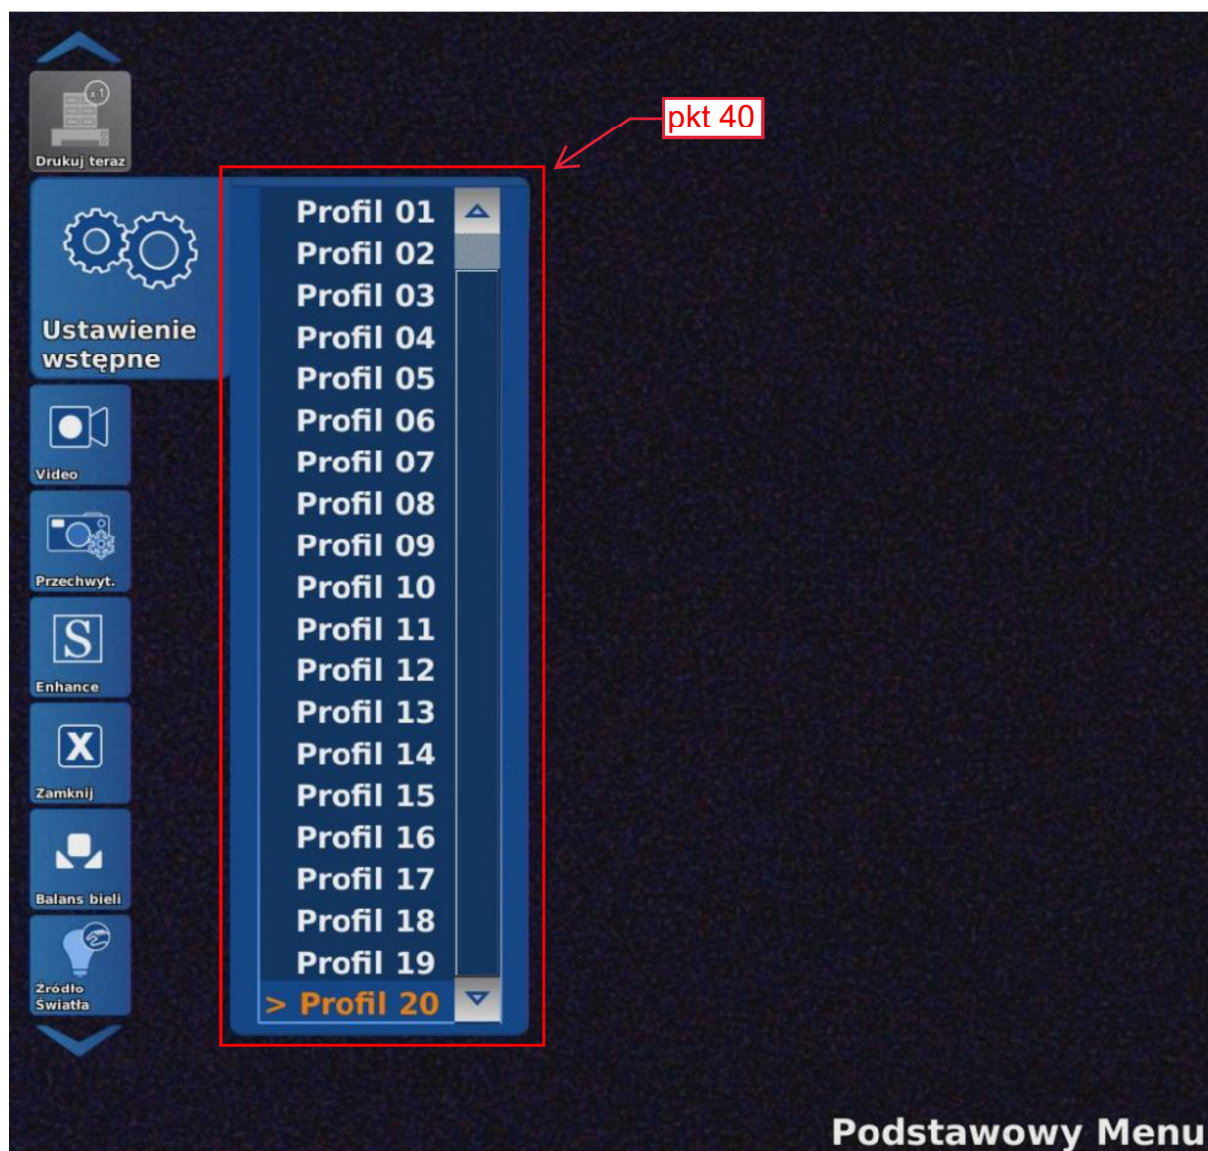 x1
Drukuj teraz
pkt 40
Ustawienie
wstępne
Profil 01
Profil 02
Profil 03
Profil 04
Profil 05
Profil 06
Profil 07
Profil 08
Profil 09
Profil 10
Profil 11
Profil 12
Profil 13
Profil 14
Profil 15
Profil 16
Profil 17
Profil 18
Profil 19
> Profil 20
Video
Przechwyt.
S
Enhance
X
Zamknij
Balans bieli
Źródło
Światła
Podstawowy Menu